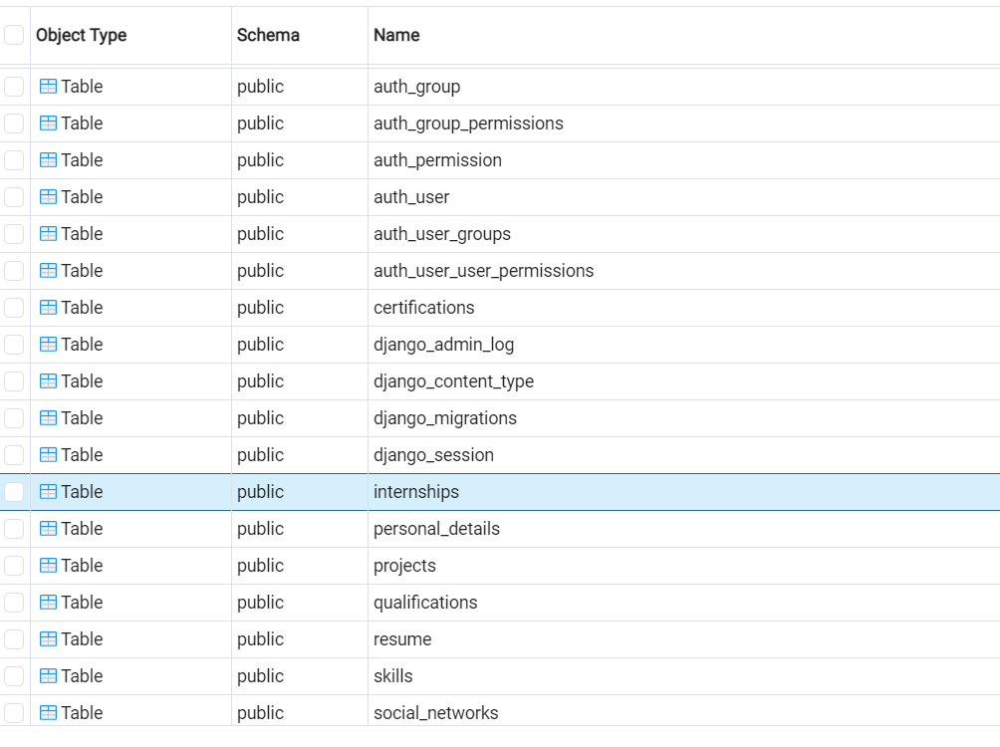 Object Type Schema Name
Table public auth_group
Table public auth_group_permissions
Table public auth_permission
Table public auth_user
Table public auth_user_groups
Table public auth_user_user_permissions
Table public certifications
Table public django_admin_log
Table public django_content_type
Table public django_migrations
Table public django_session
Table public internships
Table public personal_details
Table public projects
Table public qualifications
Table public resume
Table public skills
Table public social_networks